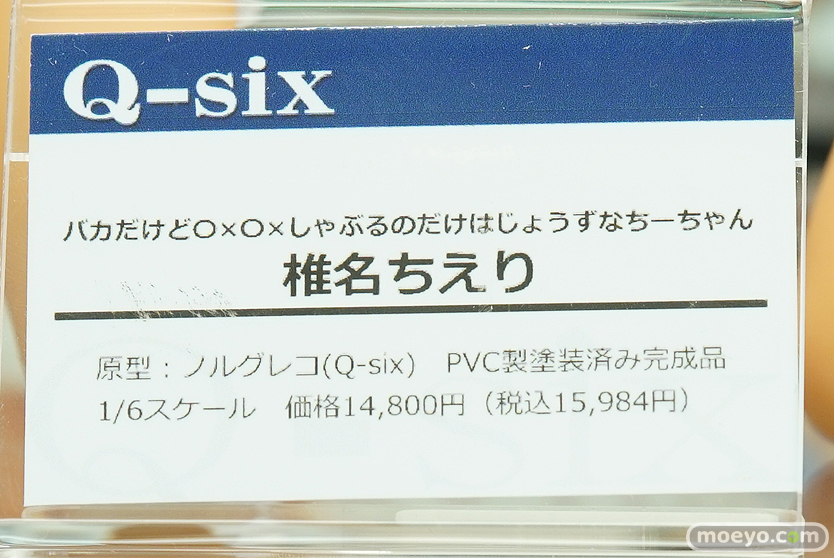 Q-six
バカだけど〇×〇×しゃぶるのだけはじょうずなちーちゃん
椎名ちえり
原型：ノルグレコ(Q-six)　PVC製塗装済み完成品
1/6スケール　価格14,800円（税込15,984円）
moeyo.com